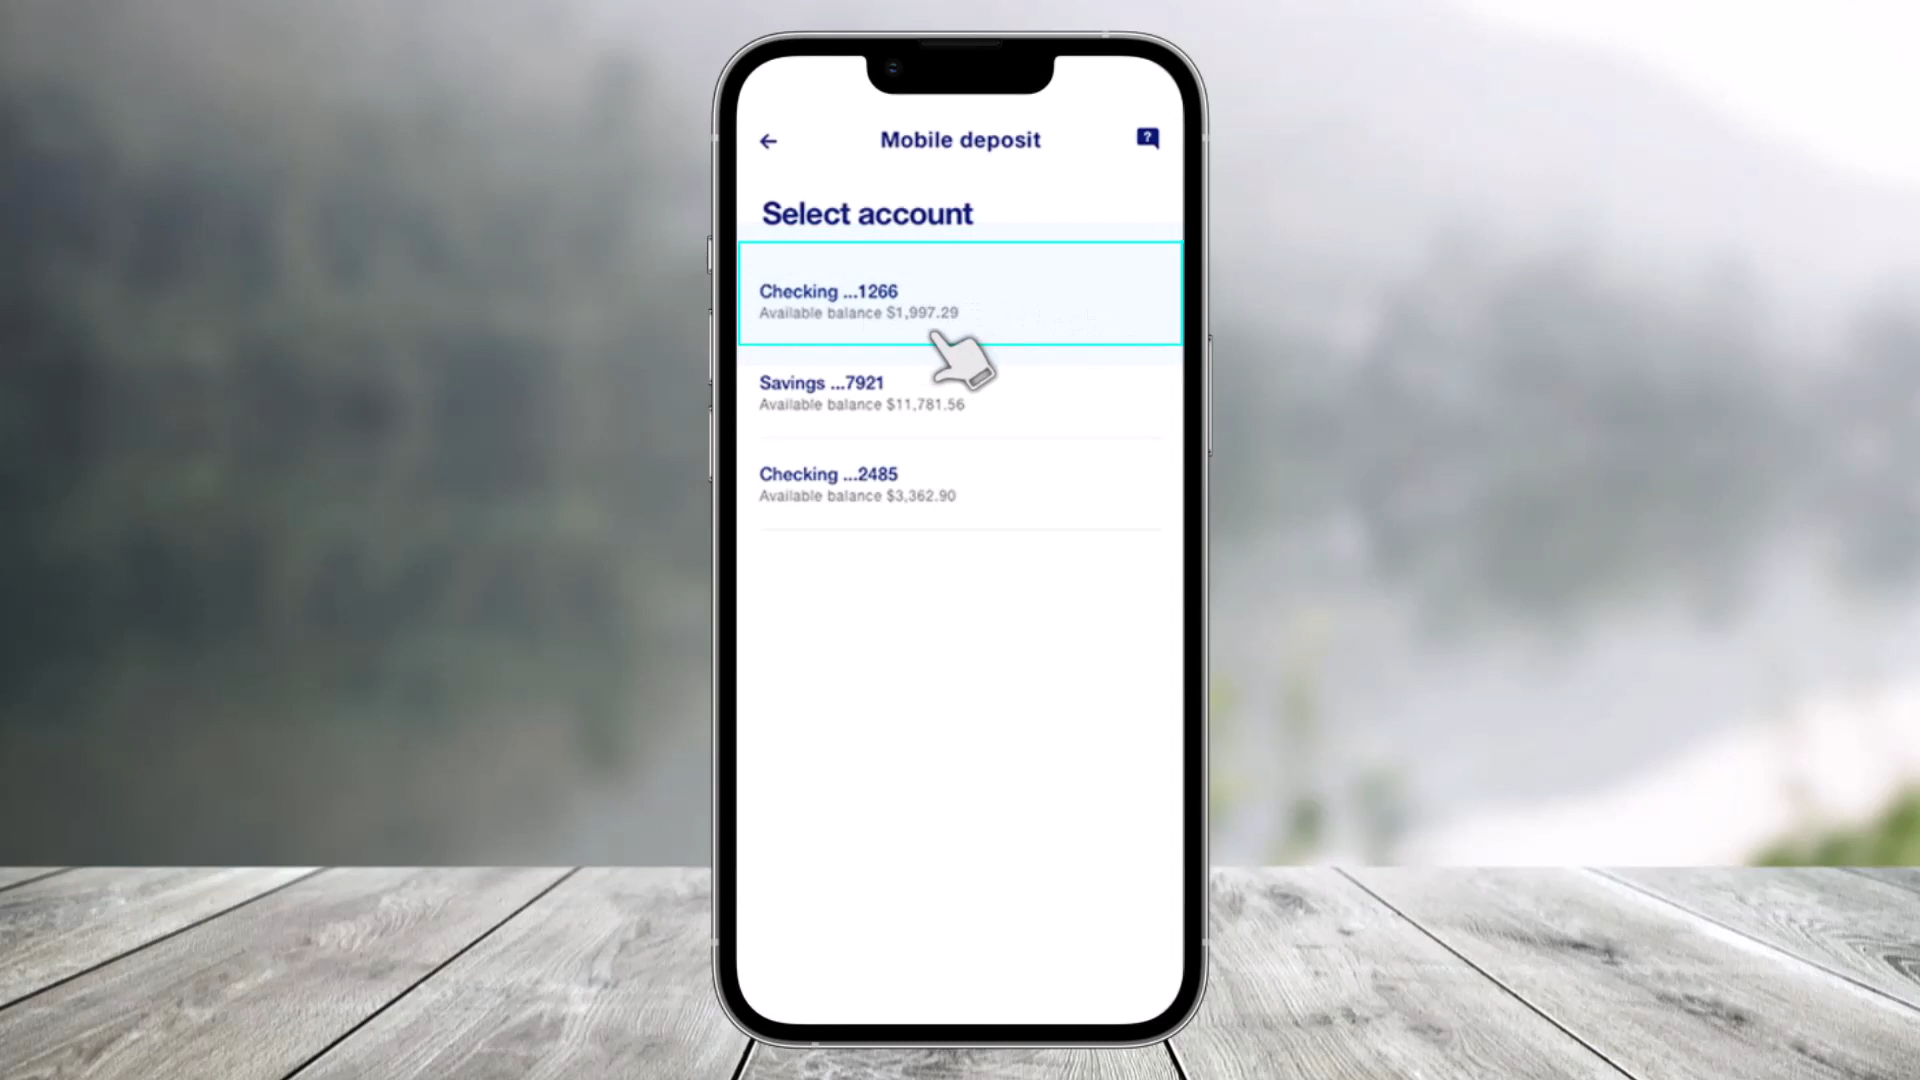 Mobile deposit
?
Select account
Checking ...1266
Available balance $1,997.29
Savings ...7921
Available balance $11,781.56
Checking ...2485
Available balance $3,362.90